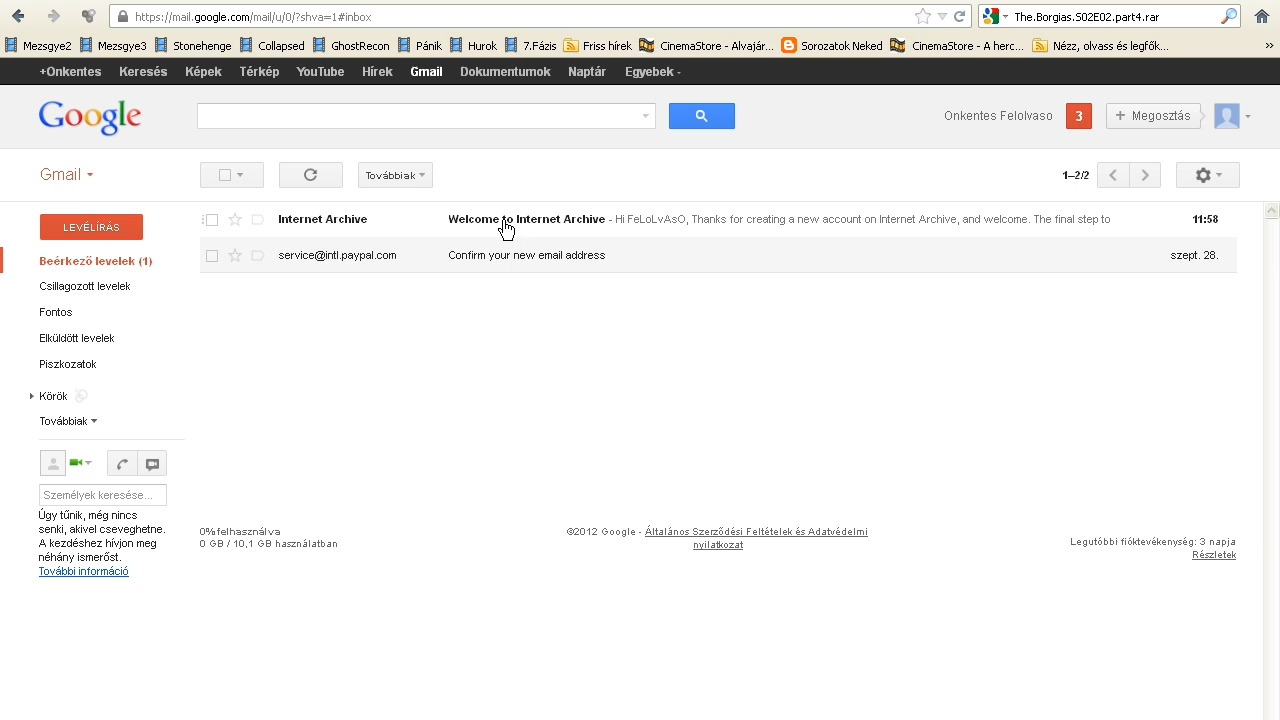 https://mail.google.com/mail/u/0/?shva=1#inbox
The.Borgias.S02E02.part4.rar
Mezsgye2 Mezsgye3 Stonehenge Collapsed GhostRecon Pánik Hurok 7.Fázis Friss hírek CinemaStore - Alvajár... Sorozatok Neked CinemaStore - A herc... Nézz, olvass és legfők... »
+Onkentes Keresés Képek Térkép YouTube Hírek Gmail Dokumentumok Naptár Egyebek
Google
Onkentes Felolvaso 3 + Megosztás
Gmail
Továbbiak
1–2/2
LEVÉLÍRÁS
Beérkező levelek (1)
Csillagozott levelek
Fontos
Elküldött levelek
Piszkozatok
Körök
Továbbiak
Személyek keresése...
Úgy tűnik, még nincs
senki, akivel cseveghetne.
A kezdéshez hívjon meg
néhány ismerőst.
További információ
Internet Archive Welcome to Internet Archive - Hi FeLoLvAsO, Thanks for creating a new account on Internet Archive, and welcome. The final step to 11:58
service@intl.paypal.com Confirm your new email address szept. 28.
0% felhasználva
0 GB / 10,1 GB használatban
©2012 Google - Általános Szerződési Feltételek és Adatvédelmi
nyilatkozat
Legutóbbi fióktevékenység: 3 napja
Részletek